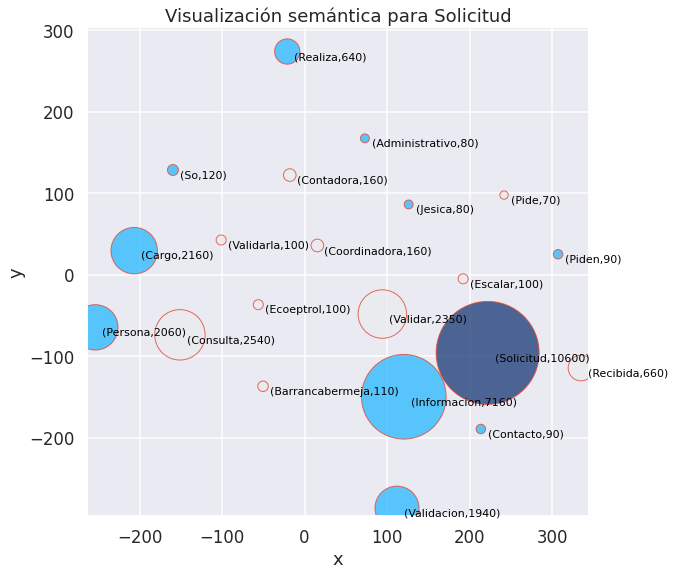 Visualización semántica para Solicitud
300
(Realiza,640)
200
(Administrativo,80)
(So,120)
(Contadora,160)
100
(Pide,70)
(Jesica,80)
(Validarla,100)
(Coordinadora,160)
(Cargo,2160)
(Piden,90)
y
0
(Escalar,100)
(Ecoeptrol,100)
(Validar,2350)
(Persona,2060)
(Consulta,2540)
−100
(Solicitud,10600)
(Recibida,660)
(Barrancabermeja,110)
(Informacion,7160)
−200
(Contacto,90)
(Validacion,1940)
−200
−100
0
100
200
300
x